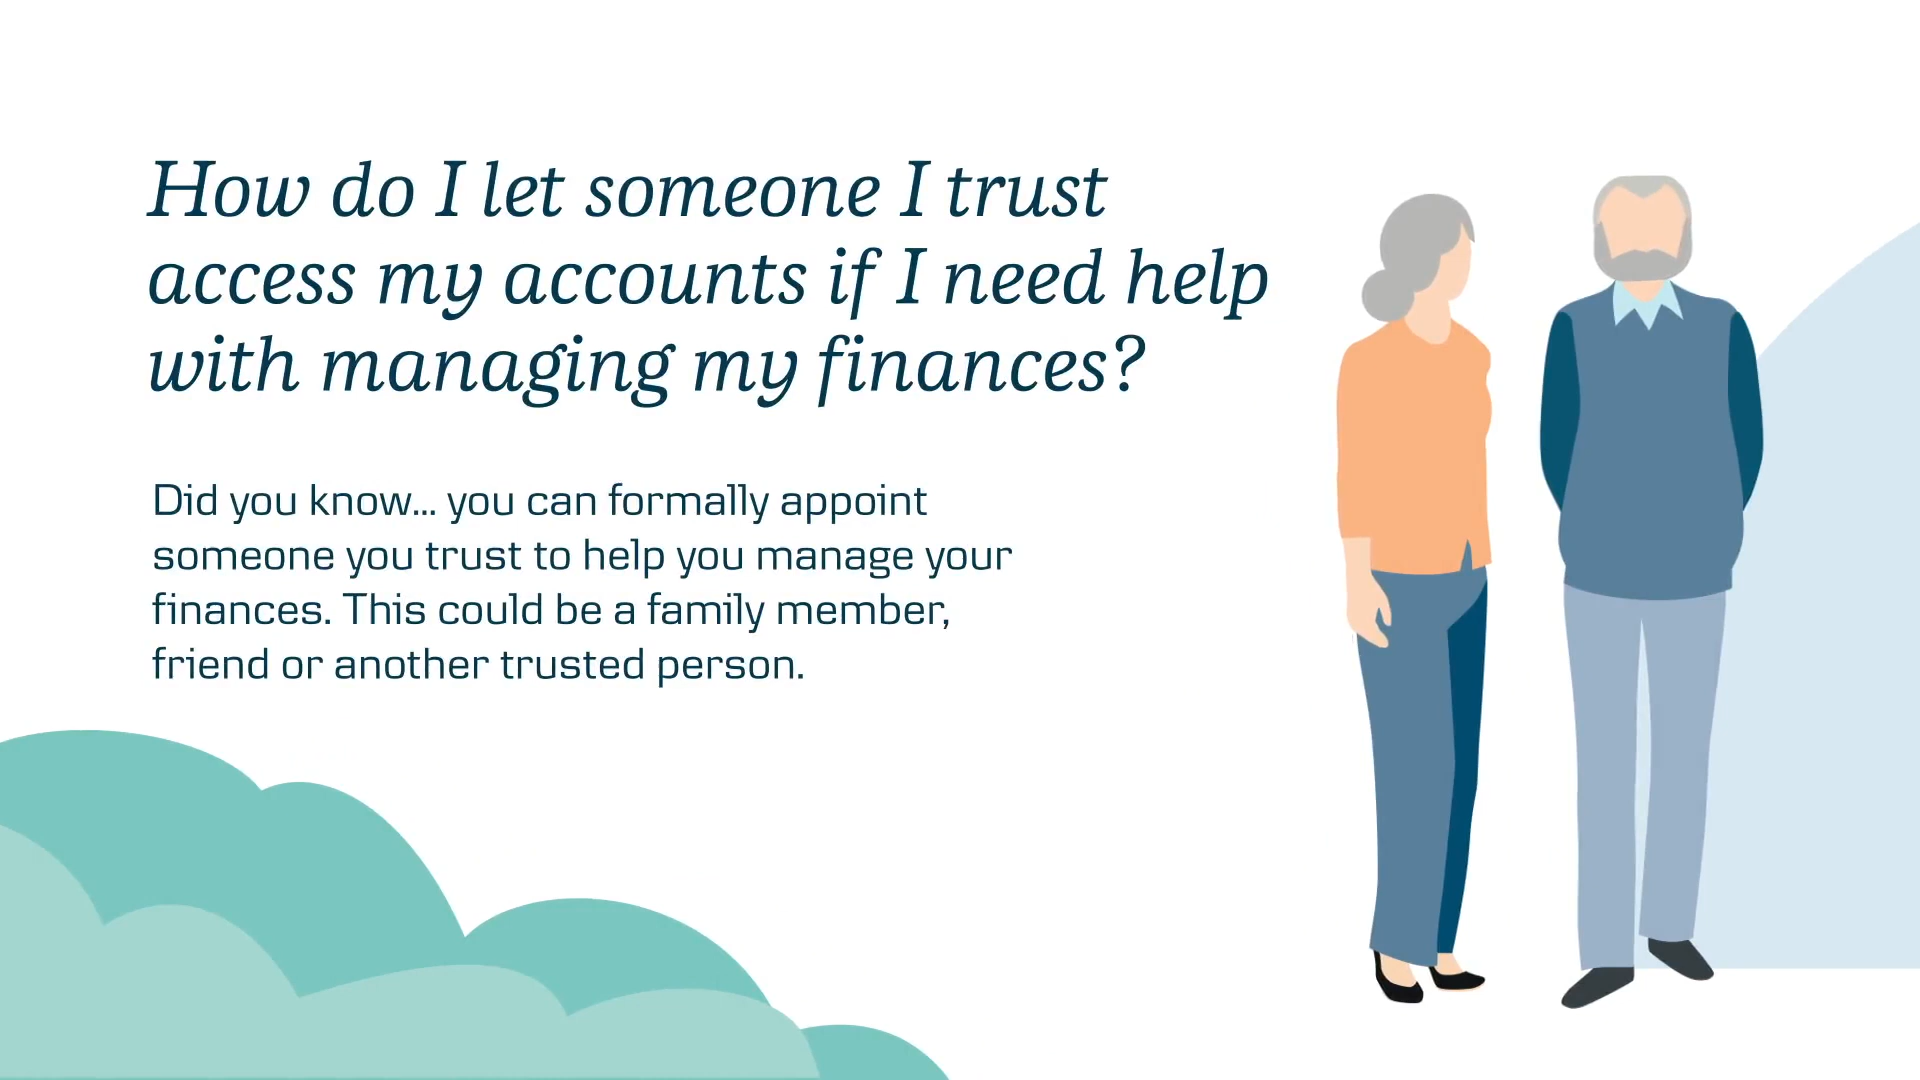 How do I let someone I trust
access my accounts if I need help
with managing my finances?
Did you know... you can formally appoint
someone you trust to help you manage your
finances. This could be a family member,
friend or another trusted person.